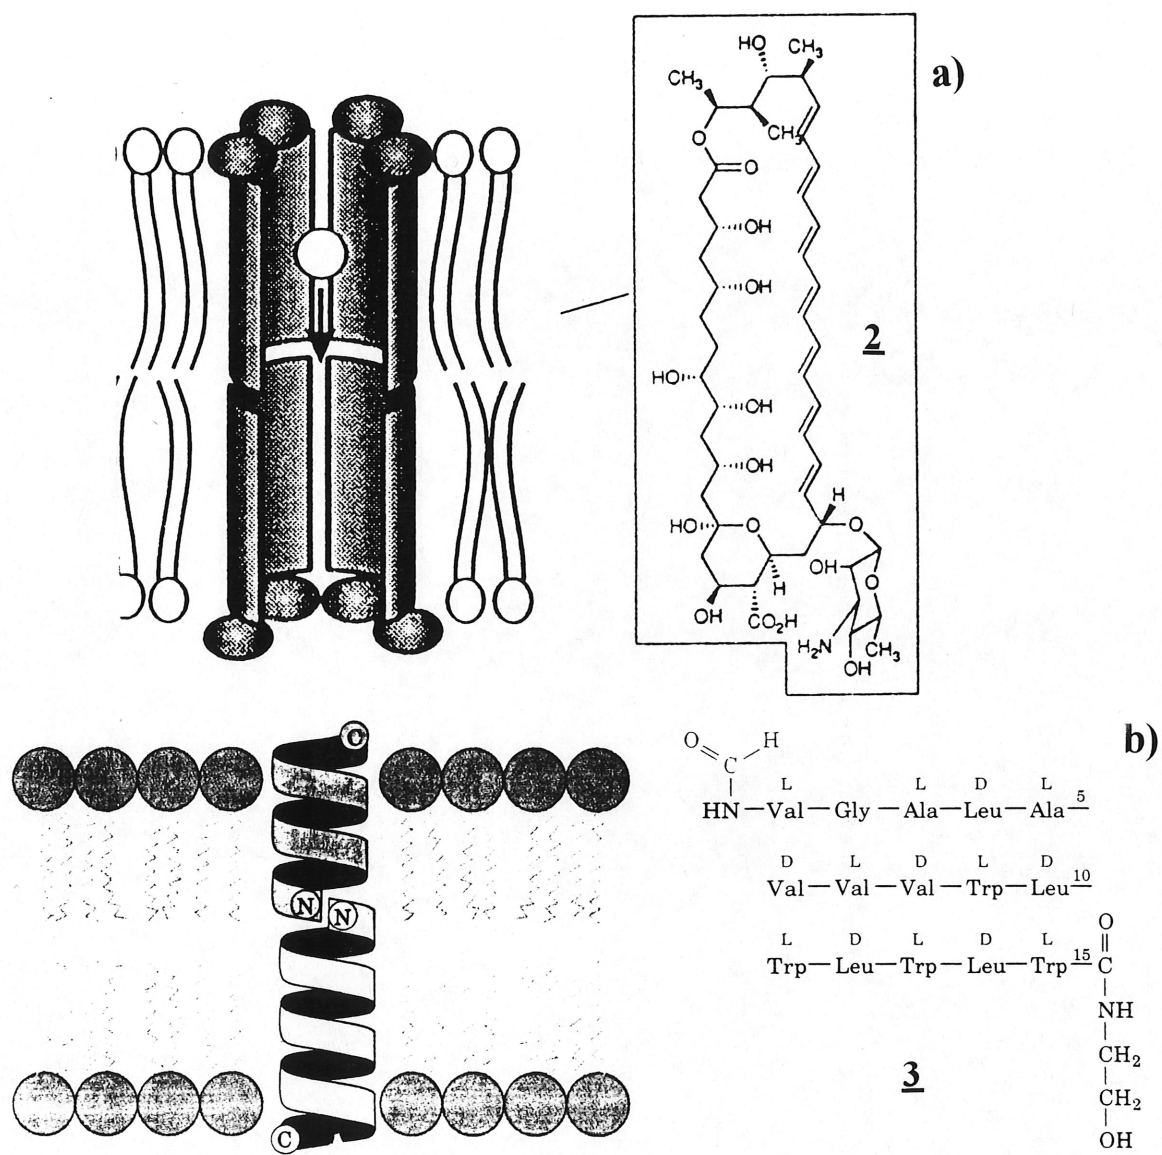 a)
HO
CH₃
CH₃
CH₃
O
O
OH
OH
HO
OH
OH
HO
O
H
O
OH
O
H
OH
CO₂H
H₂N
CH₃
OH
2
b)
O
H
C
L L D L
HN—Val—Gly—Ala—Leu—Ala 5
D L D L D
Val—Val—Val—Trp—Leu 10
L D L D L
Trp—Leu—Trp—Leu—Trp 15
O
C
NH
CH₂
CH₂
OH
3
C
N
N
C